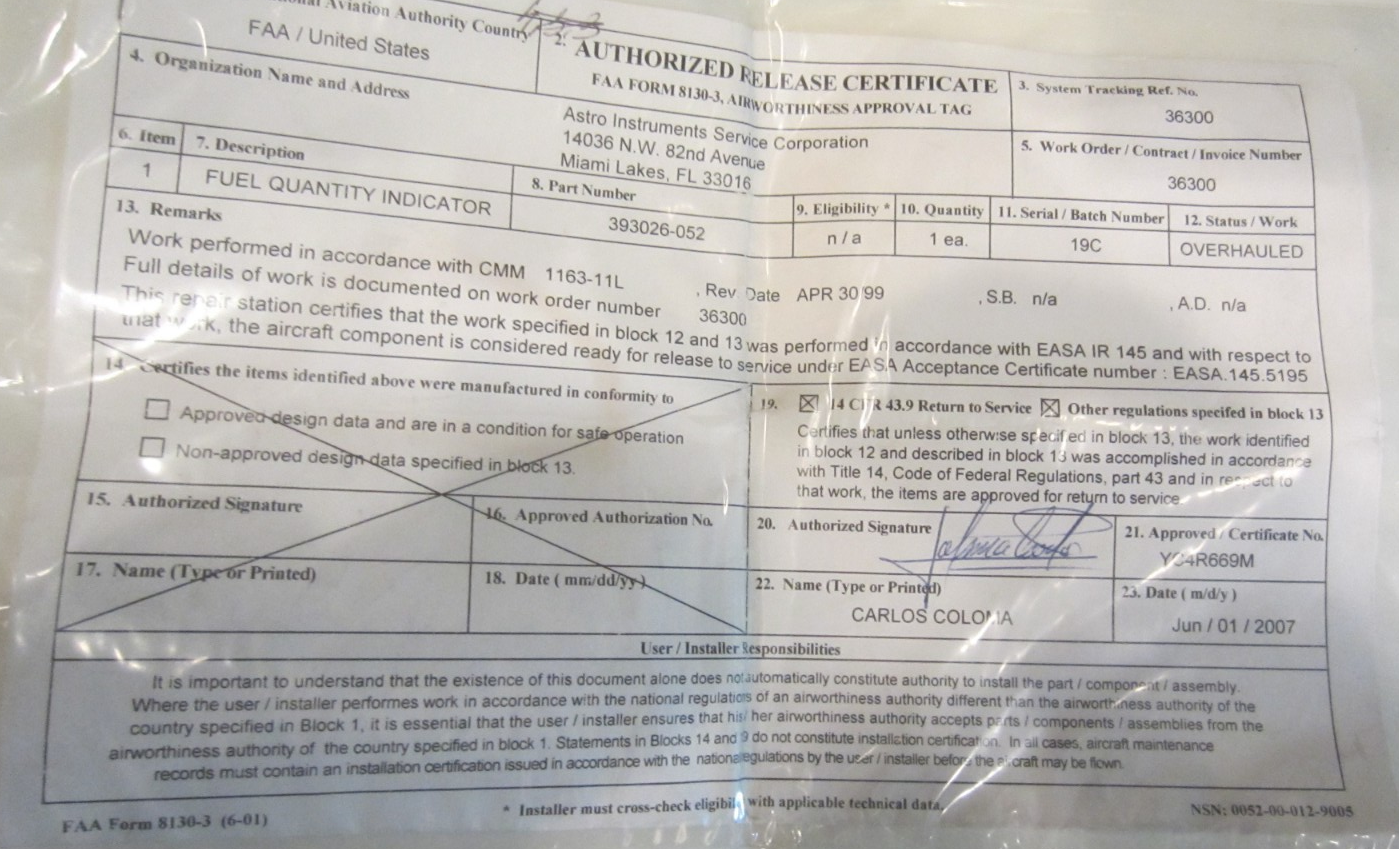 Aviation Authority Country
FAA / United States
2. AUTHORIZED RELEASE CERTIFICATE
FAA FORM 8130-3, AIRWORTHINESS APPROVAL TAG
3. System Tracking Ref. No.
36300
4. Organization Name and Address
Astro Instruments Service Corporation
14036 N.W. 82nd Avenue
Miami Lakes, FL 33016
5. Work Order / Contract / Invoice Number
36300
6. Item
1
7. Description
FUEL QUANTITY INDICATOR
8. Part Number
393026-052
9. Eligibility *
n / a
10. Quantity
1 ea.
11. Serial / Batch Number
19C
12. Status / Work
OVERHAULED
13. Remarks
Work performed in accordance with CMM 1163-11L , Rev. Date APR 30/99 , S.B. n/a , A.D. n/a
Full details of work is documented on work order number 36300
This repair station certifies that the work specified in block 12 and 13 was performed in accordance with EASA IR 145 and with respect to
that work, the aircraft component is considered ready for release to service under EASA Acceptance Certificate number : EASA.145.5195
14 Certifies the items identified above were manufactured in conformity to
Approved design data and are in a condition for safe operation
Non-approved design data specified in block 13.
15. Authorized Signature
16. Approved Authorization No.
17. Name (Type or Printed)
18. Date ( mm/dd/yy )
19. 14 CFR 43.9 Return to Service Other regulations specifed in block 13
Certifies that unless otherwise specified in block 13, the work identified
in block 12 and described in block 13 was accomplished in accordance
with Title 14, Code of Federal Regulations, part 43 and in respect to
that work, the items are approved for return to service.
20. Authorized Signature
21. Approved / Certificate No.
YC4R669M
22. Name (Type or Printed)
CARLOS COLOMA
23. Date ( m/d/y )
Jun / 01 / 2007
User / Installer Responsibilities
It is important to understand that the existence of this document alone does not automatically constitute authority to install the part / component / assembly.
Where the user / installer performes work in accordance with the national regulations of an airworthiness authority different than the airworthiness authority of the
country specified in Block 1, it is essential that the user / installer ensures that his/ her airworthiness authority accepts parts / components / assemblies from the
airworthiness authority of the country specified in block 1. Statements in Blocks 14 and 9 do not constitute installation certification. In all cases, aircraft maintenance
records must contain an installation certification issued in accordance with the national regulations by the user / installer before the aircraft may be flown.
* Installer must cross-check eligibil with applicable technical data.
FAA Form 8130-3 (6-01)
NSN: 0052-00-012-9005